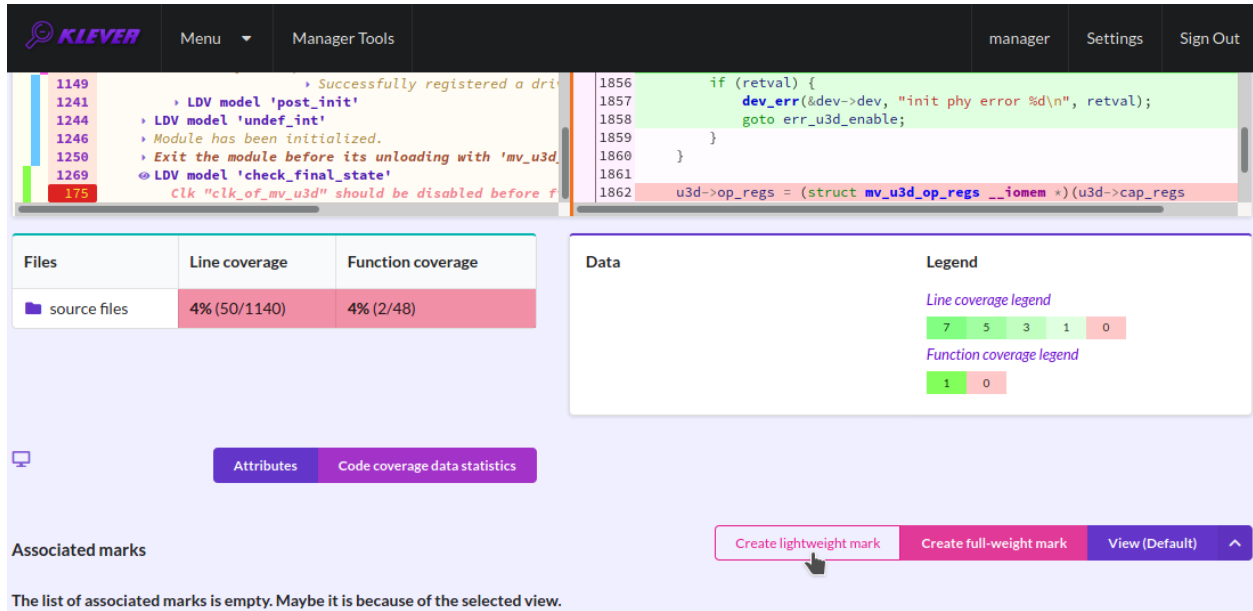 KLEVER Menu Manager Tools manager Settings Sign Out
1149 Successfully registered a dri
1241 LDV model 'post_init'
1244 LDV model 'undef_int'
1246 Module has been initialized.
1250 Exit the module before its unloading with 'mv_u3d_
1269 LDV model 'check_final_state'
175 Clk "clk_of_mv_u3d" should be disabled before f
1856 if (retval) {
1857 dev_err(&dev->dev, "init phy error %d\n", retval);
1858 goto err_u3d_enable;
1859 }
1860 }
1861
1862 u3d->op_regs = (struct mv_u3d_op_regs __iomem *)(u3d->cap_regs
Files Line coverage Function coverage
source files 4% (50/1140) 4% (2/48)
Data Legend
Line coverage legend
7 5 3 1 0
Function coverage legend
1 0
Attributes Code coverage data statistics
Associated marks Create lightweight mark Create full-weight mark View (Default)
The list of associated marks is empty. Maybe it is because of the selected view.